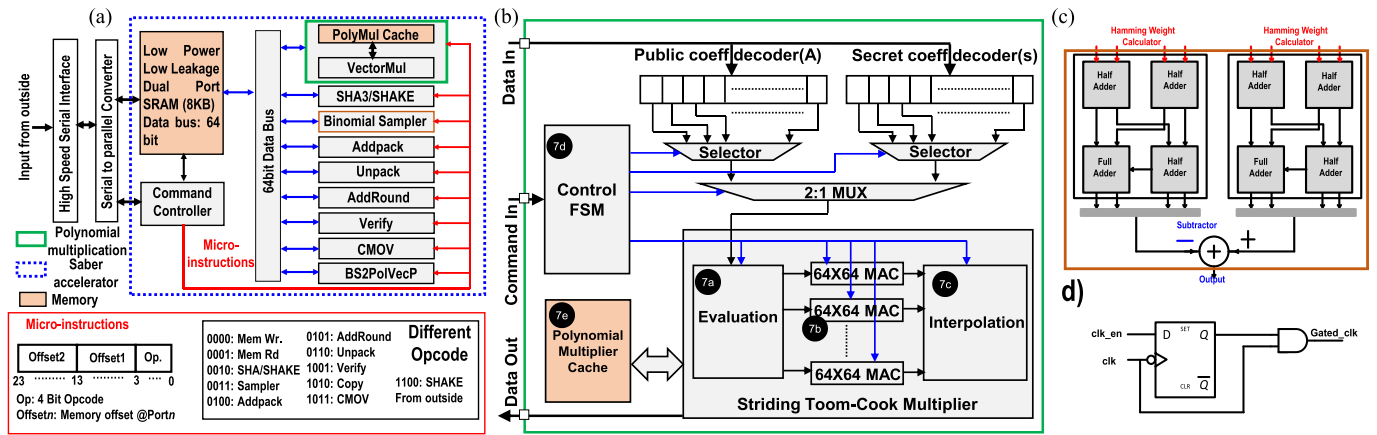 (a)
Input from outside
High Speed Serial Interface
Serial to parallel Converter
Low Power
Low Leakage
Dual Port
SRAM (8KB)
Data bus: 64
bit
Command
Controller
64bit Data Bus
PolyMul Cache
VectorMul
SHA3/SHAKE
Binomial Sampler
Addpack
Unpack
AddRound
Verify
CMOV
BS2PolVecP
Micro-
instructions
Polynomial
multiplication
Saber
accelerator
Memory
Micro-instructions
Offset2 Offset1 Op.
23 ......... 13 ......... 3 ... 0
Op: 4 Bit Opcode
Offsetn: Memory offset @Portn
Different
Opcode
0000: Mem Wr.
0001: Mem Rd
0010: SHA/SHAKE
0011: Sampler
0100: Addpack
0101: AddRound
0110: Unpack
1001: Verify
1010: Copy
1011: CMOV
1100: SHAKE
From outside
(b)
Data In
Command In
Data Out
Public coeff decoder(A)
Secret coeff decoder(s)
Selector
Selector
2:1 MUX
7d
Control
FSM
7e
Polynomial
Multiplier
Cache
7a
Evaluation
64X64 MAC
64X64 MAC
7b
64X64 MAC
7c
Interpolation
Striding Toom-Cook Multiplier
(c)
Hamming Weight
Calculator
Hamming Weight
Calculator
Half
Adder
Half
Adder
Full
Adder
Half
Adder
Half
Adder
Half
Adder
Full
Adder
Half
Adder
Subtractor
− + +
Output
d)
clk_en
clk
D SET Q
CLR Q
Gated_clk